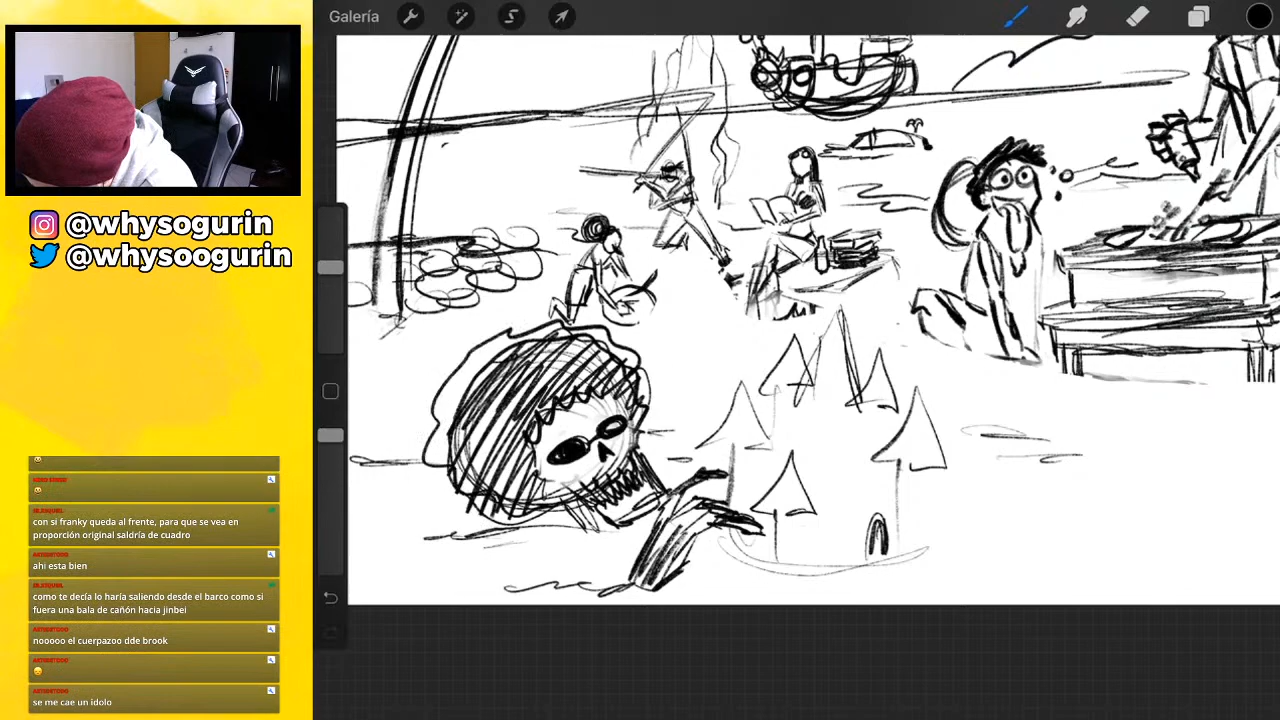 Galería
@whysogurin
@whysoogurin
con si franky queda al frente, para que se vea en
proporción original saldría de cuadro
ahi esta bien
como te decía lo haría saliendo desde el barco como si
fuera una bala de cañón hacia jinbei
nooooo el cuerpazoo dde brook
se me cae un idolo